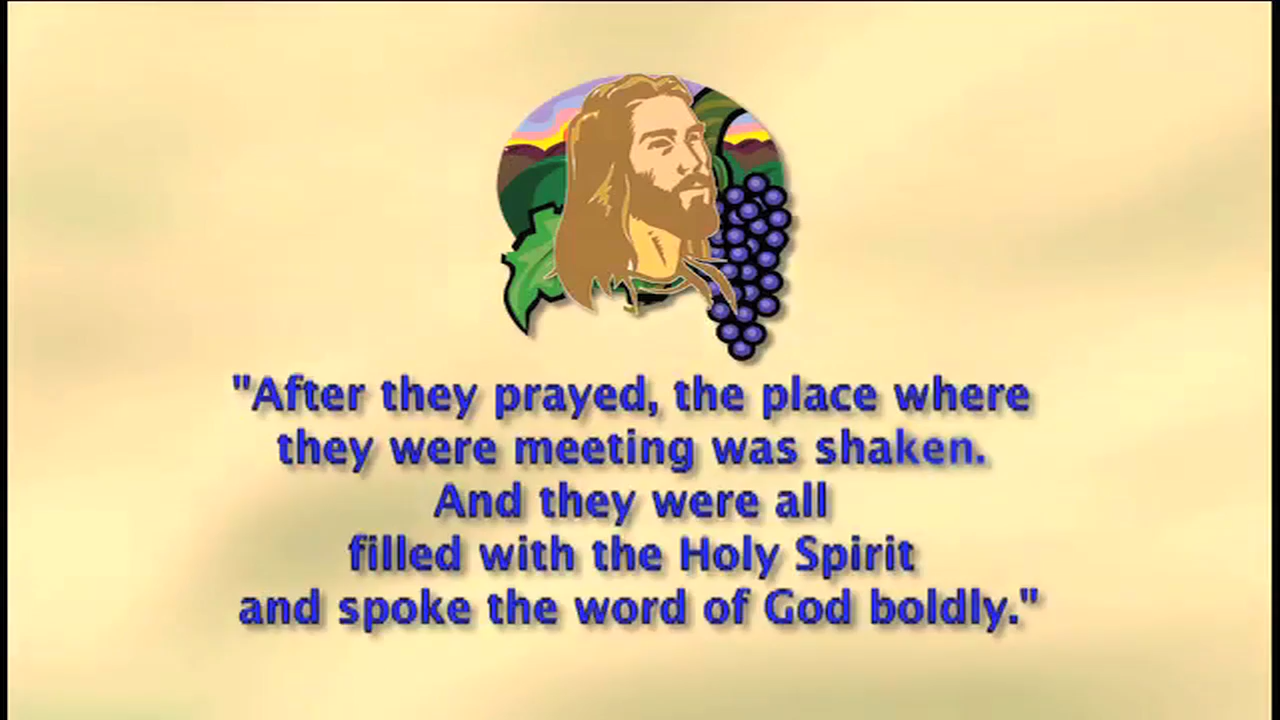 "After they prayed, the place where
they were meeting was shaken.
And they were all
filled with the Holy Spirit
and spoke the word of God boldly."